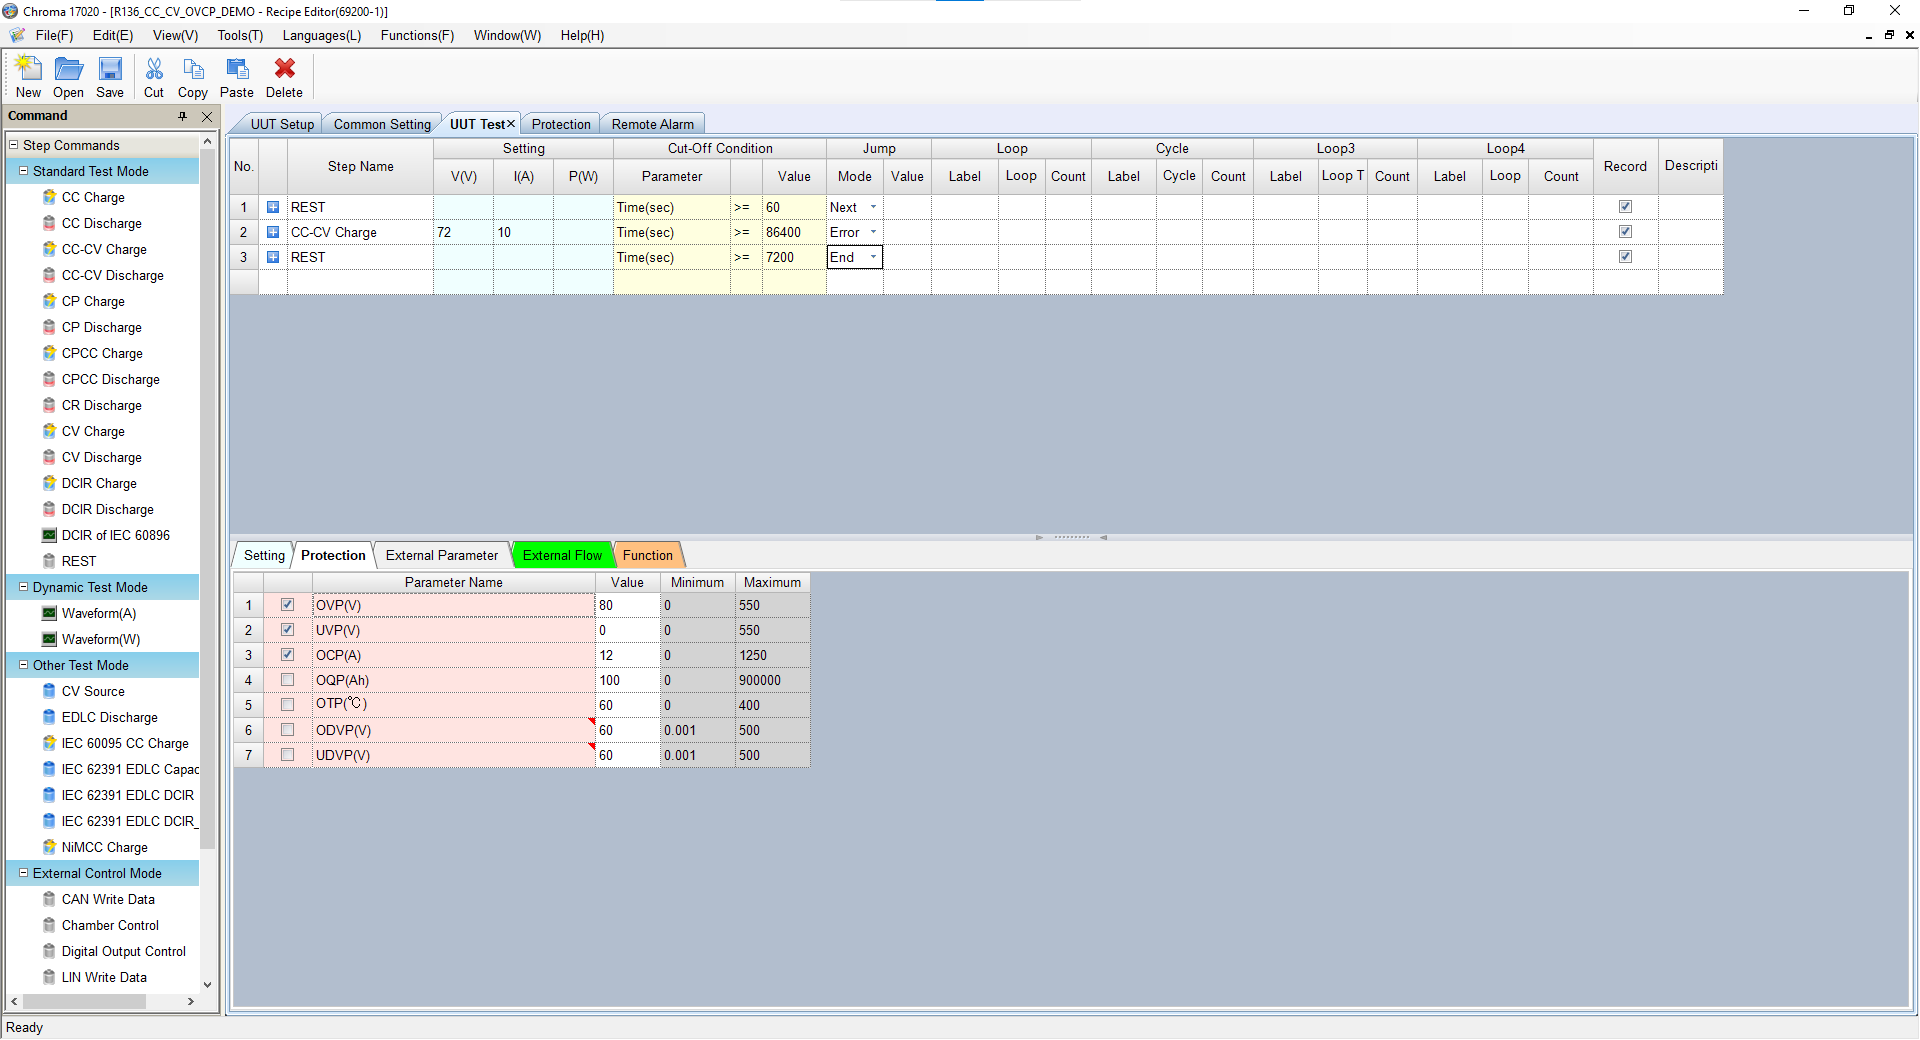 Chroma 17020 - [R136_CC_CV_OVCP_DEMO - Recipe Editor(69200-1)]
File(F) Edit(E) View(V) Tools(T) Languages(L) Functions(F) Window(W) Help(H)
New Open Save Cut Copy Paste Delete
Command
Step Commands
Standard Test Mode
CC Charge
CC Discharge
CC-CV Charge
CC-CV Discharge
CP Charge
CP Discharge
CPCC Charge
CPCC Discharge
CR Discharge
CV Charge
CV Discharge
DCIR Charge
DCIR Discharge
DCIR of IEC 60896
REST
Dynamic Test Mode
Waveform(A)
Waveform(W)
Other Test Mode
CV Source
EDLC Discharge
IEC 60095 CC Charge
IEC 62391 EDLC Capac
IEC 62391 EDLC DCIR
IEC 62391 EDLC DCIR_
NiMCC Charge
External Control Mode
CAN Write Data
Chamber Control
Digital Output Control
LIN Write Data
UUT Setup Common Setting UUT Test Protection Remote Alarm
No. Step Name Setting Cut-Off Condition Jump Loop Cycle Loop3 Loop4 Record Descripti
V(V) I(A) P(W) Parameter Value Mode Value Label Loop Count Label Cycle Count Label Loop T Count Label Loop Count
1 REST Time(sec) >= 60 Next
2 CC-CV Charge 72 10 Time(sec) >= 86400 Error
3 REST Time(sec) >= 7200 End
Setting Protection External Parameter External Flow Function
Parameter Name Value Minimum Maximum
1 OVP(V) 80 0 550
2 UVP(V) 0 0 550
3 OCP(A) 12 0 1250
4 OQP(Ah) 100 0 900000
5 OTP(℃) 60 0 400
6 ODVP(V) 60 0.001 500
7 UDVP(V) 60 0.001 500
Ready